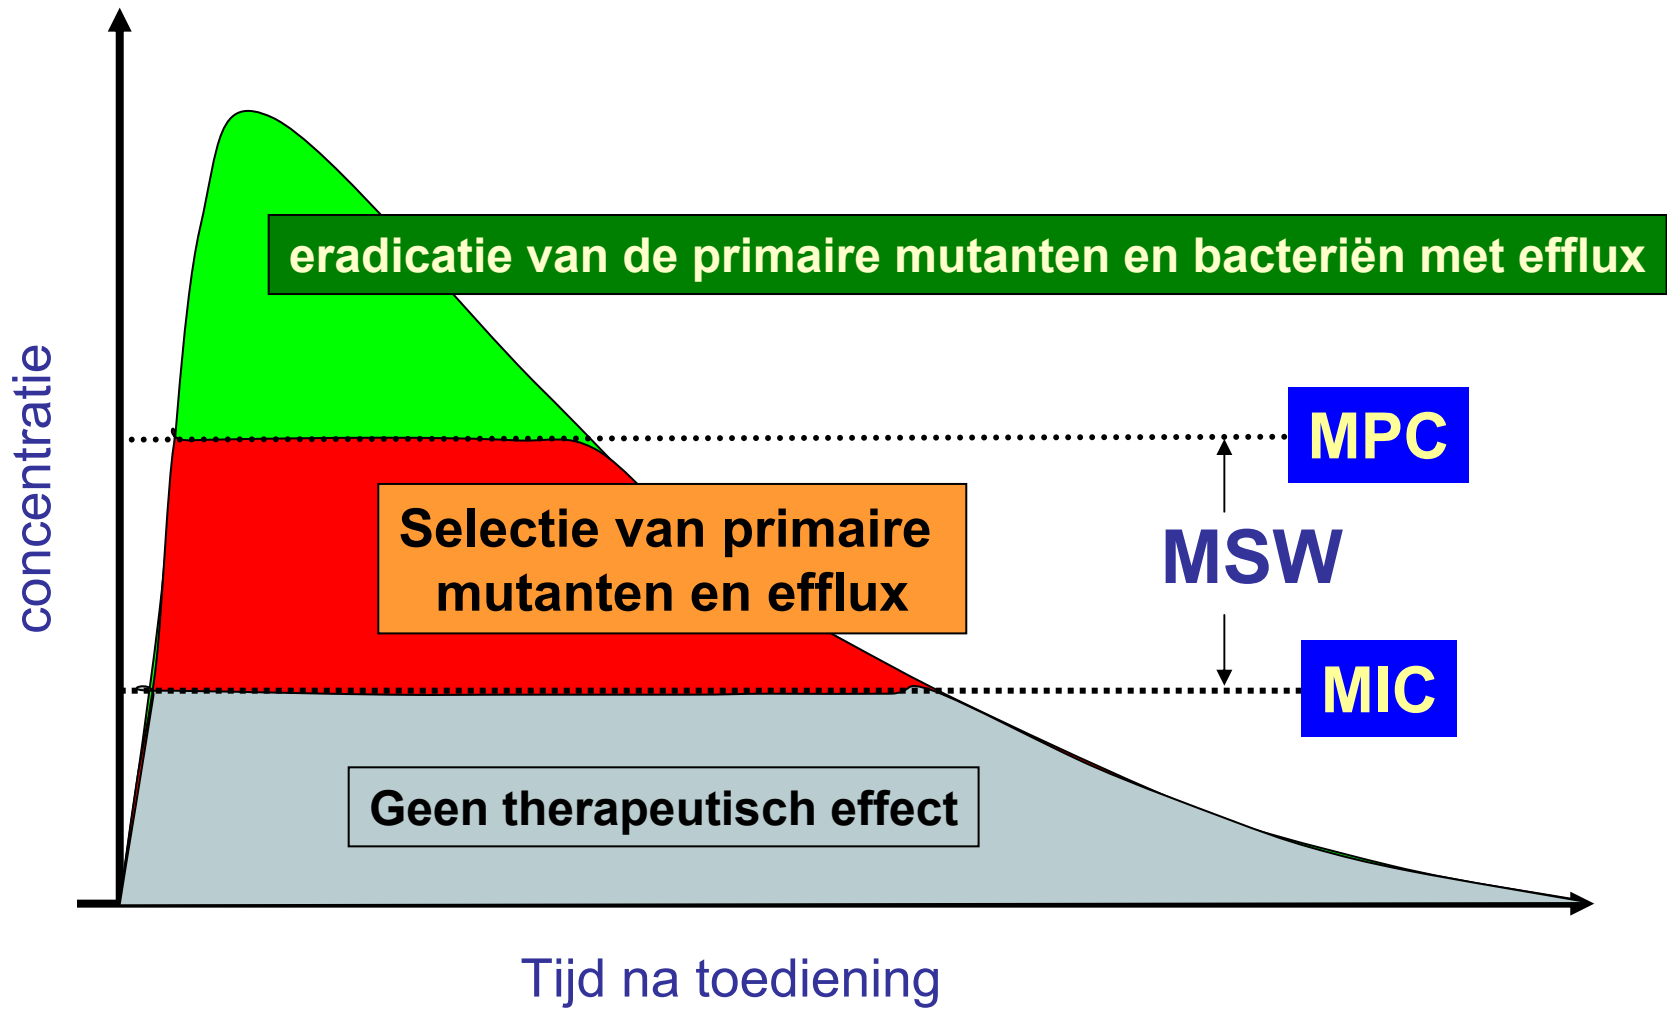 eradicatie van de primaire mutanten en bacteriën met efflux
concentratie
MPC
Selectie van primaire
mutanten en efflux
MSW
MIC
Geen therapeutisch effect
Tijd na toediening